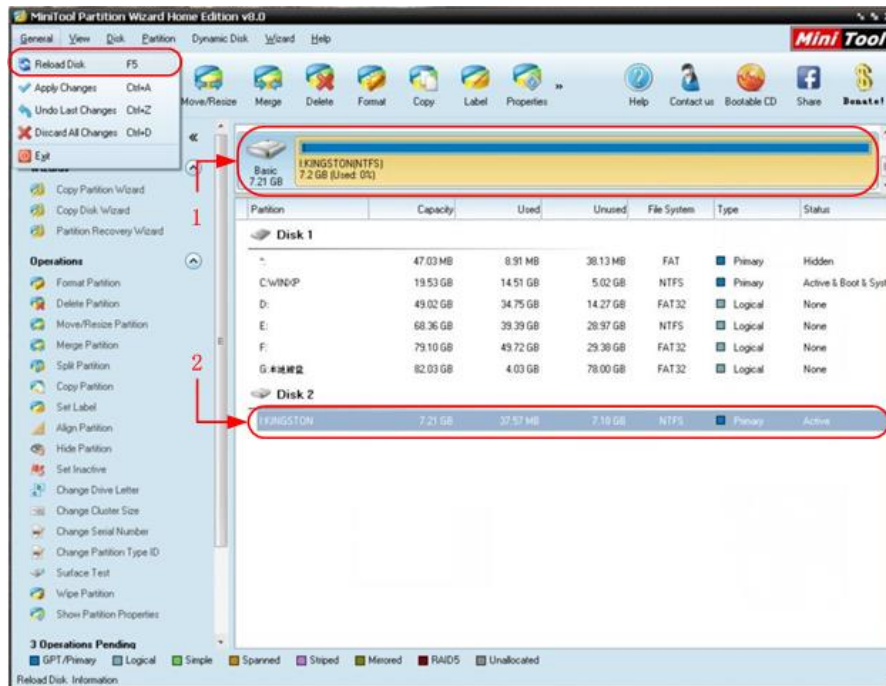 MiniTool Partition Wizard Home Edition v8.0
General View Disk Partition Dynamic Disk Wizard Help
Mini Tool
Reload Disk F5
Apply Changes Ctrl+A
Undo Last Changes Ctrl+Z
Discard All Changes Ctrl+D
Exit
Move/Resize Merge Delete Format Copy Label Properties » Help Contact us Bootable CD Share Donate!
«
Basic
7.21 GB
I:KINGSTON(NTFS)
7.2 GB (Used: 0%)
1
Copy Partition Wizard
Copy Disk Wizard
Partition Recovery Wizard
Operations
Format Partition
Delete Partition
Move/Resize Partition
Merge Partition
Split Partition
Copy Partition
Set Label
Align Partition
Hide Partition
Set Inactive
Change Drive Letter
Change Cluster Size
Change Serial Number
Change Partition Type ID
Surface Test
Wipe Partition
Show Partition Properties
3 Operations Pending
2
Partition Capacity Used Unused File System Type Status
Disk 1
*: 47.03 MB 8.91 MB 38.13 MB FAT Primary Hidden
C:WINXP 19.53 GB 14.51 GB 5.02 GB NTFS Primary Active & Boot & Syst
D: 49.02 GB 34.75 GB 14.27 GB FAT32 Logical None
E: 68.36 GB 39.39 GB 28.97 GB NTFS Logical None
F: 79.10 GB 49.72 GB 29.38 GB FAT32 Logical None
G:本地磁盘 82.03 GB 4.03 GB 78.00 GB FAT32 Logical None
Disk 2
I:KINGSTON 7.21 GB 37.57 MB 7.18 GB NTFS Primary Active
GPT/Primary Logical Simple Spanned Striped Mirrored RAID5 Unallocated
Reload Disk Information